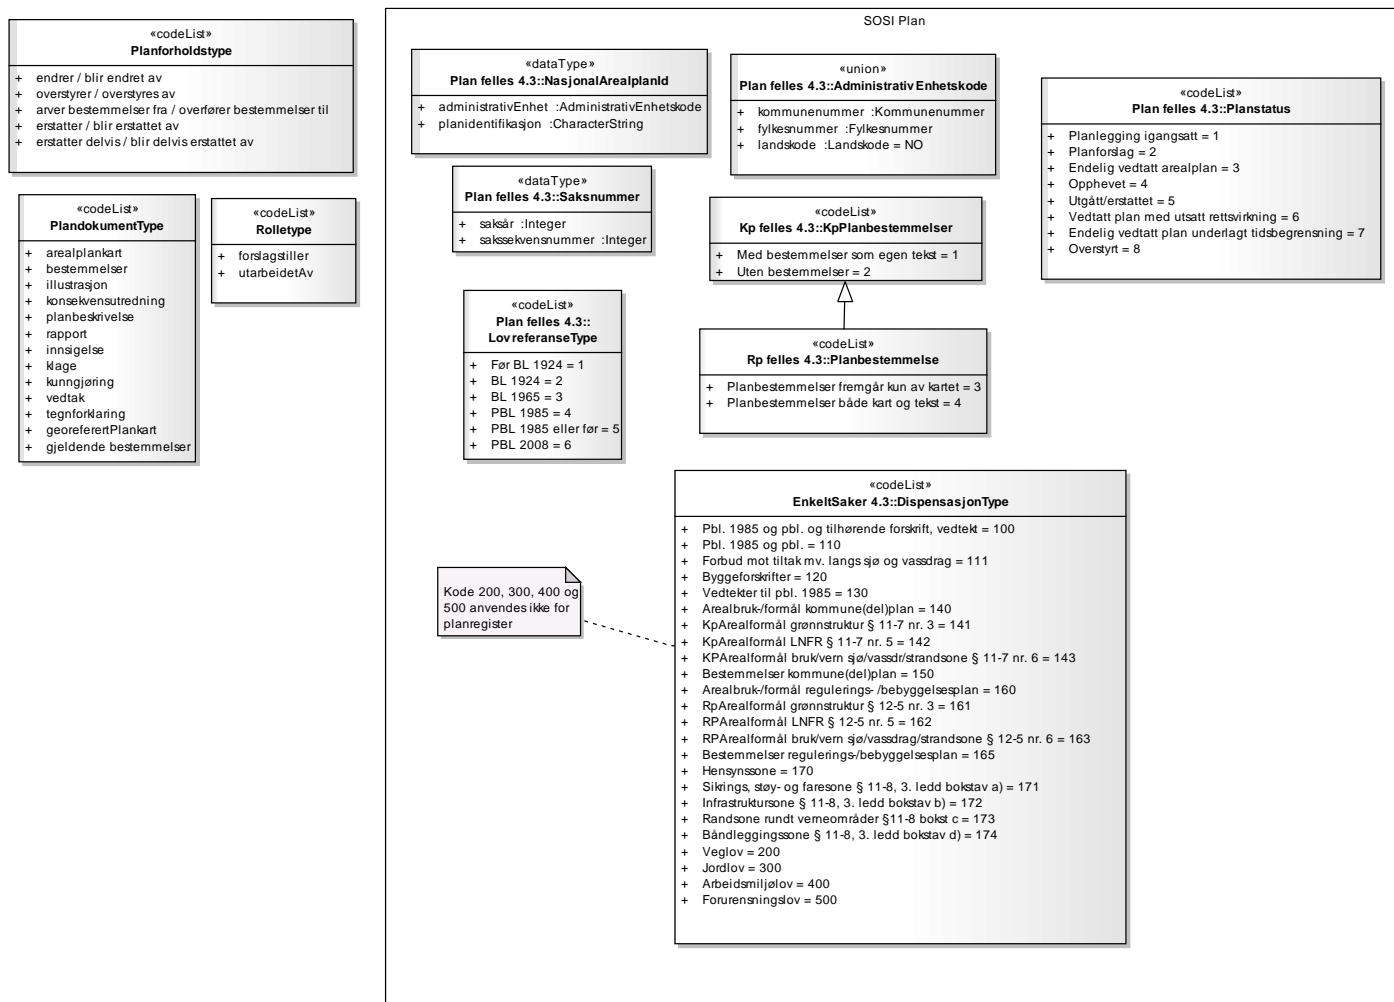 «codeList»
Planforholdstype
+ endrer / blir endret av
+ overstyrer / overstyres av
+ arver bestemmelser fra / overfører bestemmelser til
+ erstatter / blir erstattet av
+ erstatter delvis / blir delvis erstattet av
«codeList»
PlandokumentType
+ arealplankart
+ bestemmelser
+ illustrasjon
+ konsekvensutredning
+ planbeskrivelse
+ rapport
+ innsigelse
+ klage
+ kunngjøring
+ vedtak
+ tegnforklaring
+ georeferertPlankart
+ gjeldende bestemmelser
«codeList»
Rolletype
+ forslagstiller
+ utarbeidetAv
SOSI Plan
«dataType»
Plan felles 4.3::NasjonalArealplanId
+ administrativEnhet :AdministrativEnhetskode
+ planidentifikasjon :CharacterString
«union»
Plan felles 4.3::AdministrativEnhetskode
+ kommunenummer :Kommunenummer
+ fylkesnummer :Fylkesnummer
+ landskode :Landskode = NO
«codeList»
Plan felles 4.3::Planstatus
+ Planlegging igangsatt = 1
+ Planforslag = 2
+ Endelig vedtatt arealplan = 3
+ Opphevet = 4
+ Utgått/erstattet = 5
+ Vedtatt plan med utsatt rettsvirkning = 6
+ Endelig vedtatt plan underlagt tidsbegrensning = 7
+ Overstyrt = 8
«dataType»
Plan felles 4.3::Saksnummer
+ saksår :Integer
+ sakssekvensnummer :Integer
«codeList»
Kp felles 4.3::KpPlanbestemmelser
+ Med bestemmelser som egen tekst = 1
+ Uten bestemmelser = 2
«codeList»
Plan felles 4.3::
LovreferanseType
+ Før BL 1924 = 1
+ BL 1924 = 2
+ BL 1965 = 3
+ PBL 1985 = 4
+ PBL 1985 eller før = 5
+ PBL 2008 = 6
«codeList»
Rp felles 4.3::Planbestemmelse
+ Planbestemmelser fremgår kun av kartet = 3
+ Planbestemmelser både kart og tekst = 4
Kode 200, 300, 400 og
500 anvendes ikke for
planregister
«codeList»
EnkeltSaker 4.3::DispensasjonType
+ Pbl. 1985 og pbl. og tilhørende forskrift, vedtekt = 100
+ Pbl. 1985 og pbl. = 110
+ Forbud mot tiltak mv. langs sjø og vassdrag = 111
+ Byggeforskrifter = 120
+ Vedtekter til pbl. 1985 = 130
+ Arealbruk-/formål kommune(del)plan = 140
+ KpArealformål grønnstruktur § 11-7 nr. 3 = 141
+ KpArealformål LNFR § 11-7 nr. 5 = 142
+ KPArealformål bruk/vern sjø/vassdr/strandsone § 11-7 nr. 6 = 143
+ Bestemmelser kommune(del)plan = 150
+ Arealbruk-/formål regulerings- /bebyggelsesplan = 160
+ RpArealformål grønnstruktur § 12-5 nr. 3 = 161
+ RPArealformål LNFR § 12-5 nr. 5 = 162
+ RPArealformål bruk/vern sjø/vassdrag/strandsone § 12-5 nr. 6 = 163
+ Bestemmelser regulerings-/bebyggelsesplan = 165
+ Hensynssone = 170
+ Sikrings, støy- og faresone § 11-8, 3. ledd bokstav a) = 171
+ Infrastruktursone § 11-8, 3. ledd bokstav b) = 172
+ Randsone rundt verneområder §11-8 bokst c = 173
+ Båndleggingssone § 11-8, 3. ledd bokstav d) = 174
+ Veglov = 200
+ Jordlov = 300
+ Arbeidsmiljølov = 400
+ Forurensningslov = 500